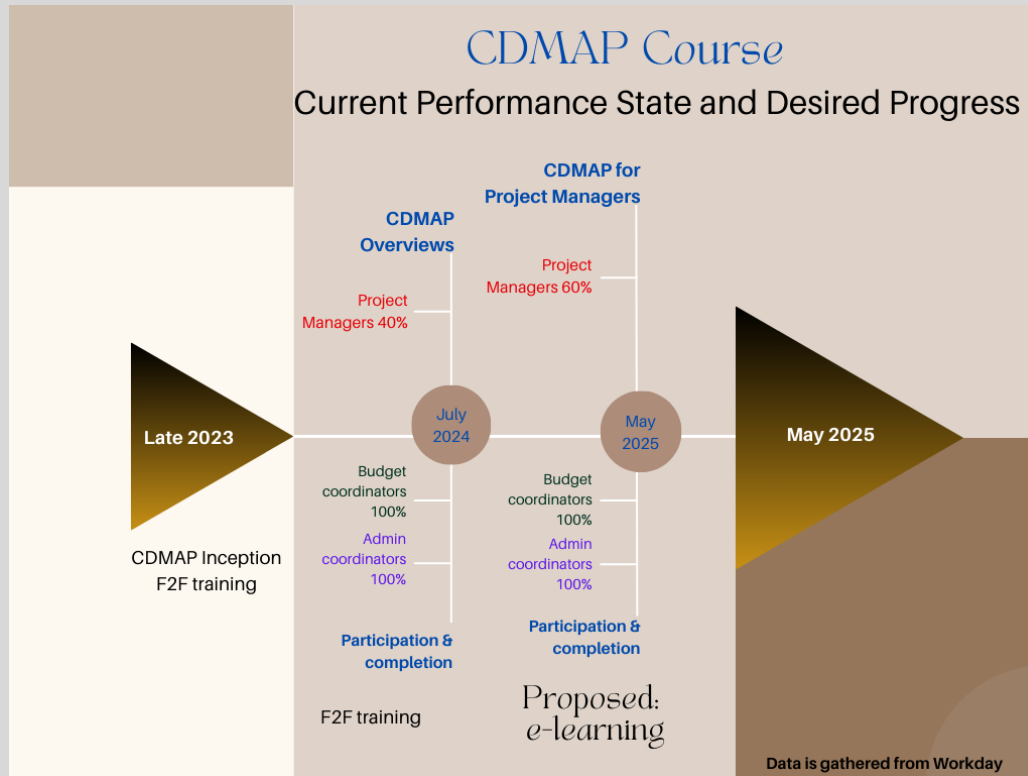 CDMAP Course
Current Performance State and Desired Progress
CDMAP for
Project Managers
CDMAP
Overviews
Project
Managers 60%
Project
Managers 40%
Late 2023
July
2024
May
2025
May 2025
Budget
coordinators
100%
Admin
coordinators
100%
Budget
coordinators
100%
Admin
coordinators
100%
CDMAP Inception
F2F training
Participation &
completion
Participation &
completion
F2F training
Proposed:
e-learning
Data is gathered from Workday